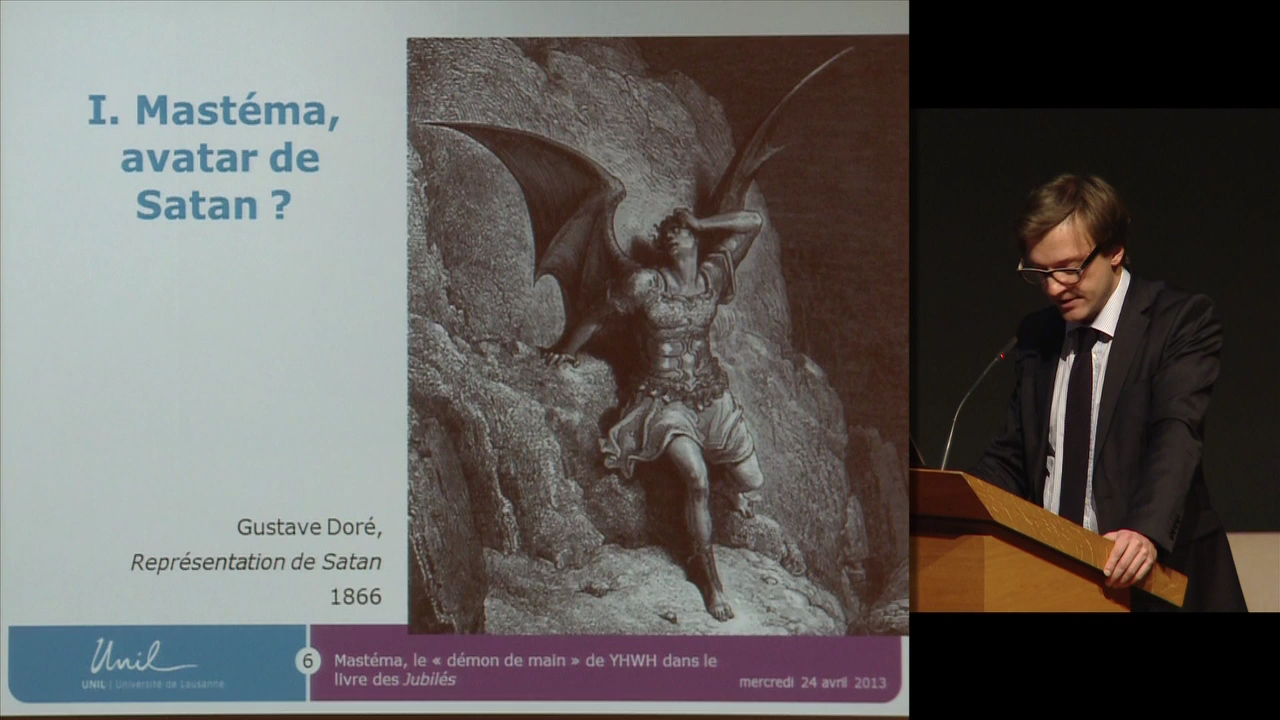 I. Mastéma,
avatar de
Satan ?
Gustave Doré,
Représentation de Satan
1866
Unil
UNIL | Université de Lausanne
6
Mastéma, le « démon de main » de YHWH dans le
livre des Jubilés
mercredi 24 avril 2013